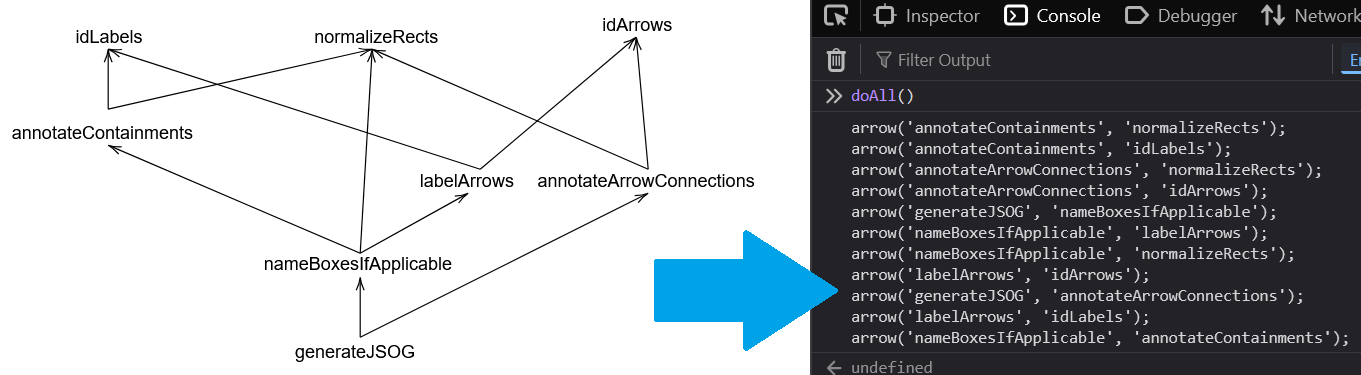 idLabels
normalizeRects
idArrows
annotateContainments
labelArrows
annotateArrowConnections
nameBoxesIfApplicable
generateJSOG
Inspector
Console
Debugger
Network
Filter Output
doAll()
arrow('annotateContainments', 'normalizeRects');
arrow('annotateContainments', 'idLabels');
arrow('annotateArrowConnections', 'normalizeRects');
arrow('annotateArrowConnections', 'idArrows');
arrow('generateJSOG', 'nameBoxesIfApplicable');
arrow('nameBoxesIfApplicable', 'labelArrows');
arrow('nameBoxesIfApplicable', 'normalizeRects');
arrow('labelArrows', 'idArrows');
arrow('generateJSOG', 'annotateArrowConnections');
arrow('labelArrows', 'idLabels');
arrow('nameBoxesIfApplicable', 'annotateContainments');
undefined